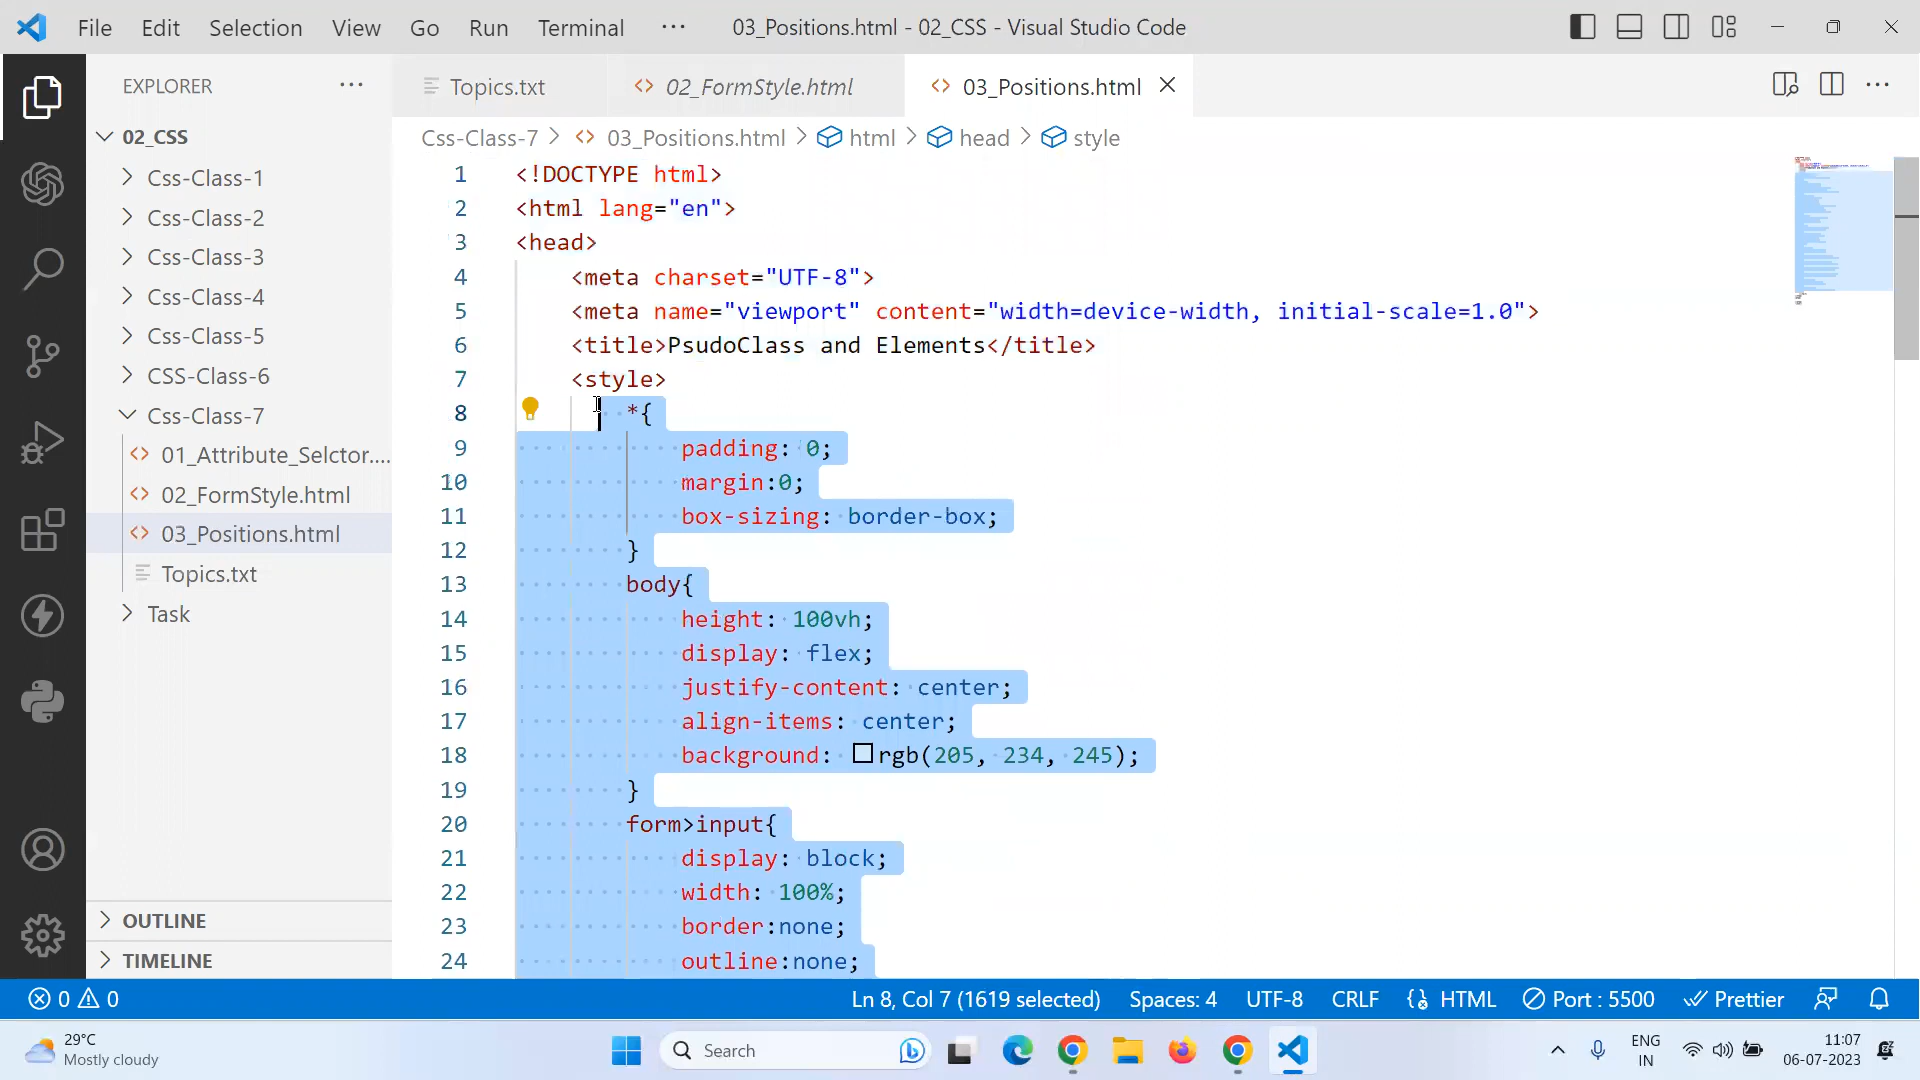 File Edit Selection View Go Run Terminal ··· 03_Positions.html - 02_CSS - Visual Studio Code
EXPLORER ···
Topics.txt 02_FormStyle.html 03_Positions.html
02_CSS
Css-Class-7 > 03_Positions.html > html > head > style
Css-Class-1
Css-Class-2
Css-Class-3
Css-Class-4
Css-Class-5
CSS-Class-6
Css-Class-7
01_Attribute_Selctor....
02_FormStyle.html
03_Positions.html
Topics.txt
Task
OUTLINE
TIMELINE
1 <!DOCTYPE html>
2 <html lang="en">
3 <head>
4 <meta charset="UTF-8">
5 <meta name="viewport" content="width=device-width, initial-scale=1.0">
6 <title>PsudoClass and Elements</title>
7 <style>
8 *{
9 padding: 0;
10 margin:0;
11 box-sizing: border-box;
12 }
13 body{
14 height: 100vh;
15 display: flex;
16 justify-content: center;
17 align-items: center;
18 background: rgb(205, 234, 245);
19 }
20 form>input{
21 display: block;
22 width: 100%;
23 border:none;
24 outline:none;
0 0 Ln 8, Col 7 (1619 selected) Spaces: 4 UTF-8 CRLF HTML Port : 5500 Prettier
29°C
Mostly cloudy
Search
ENG
IN
11:07
06-07-2023